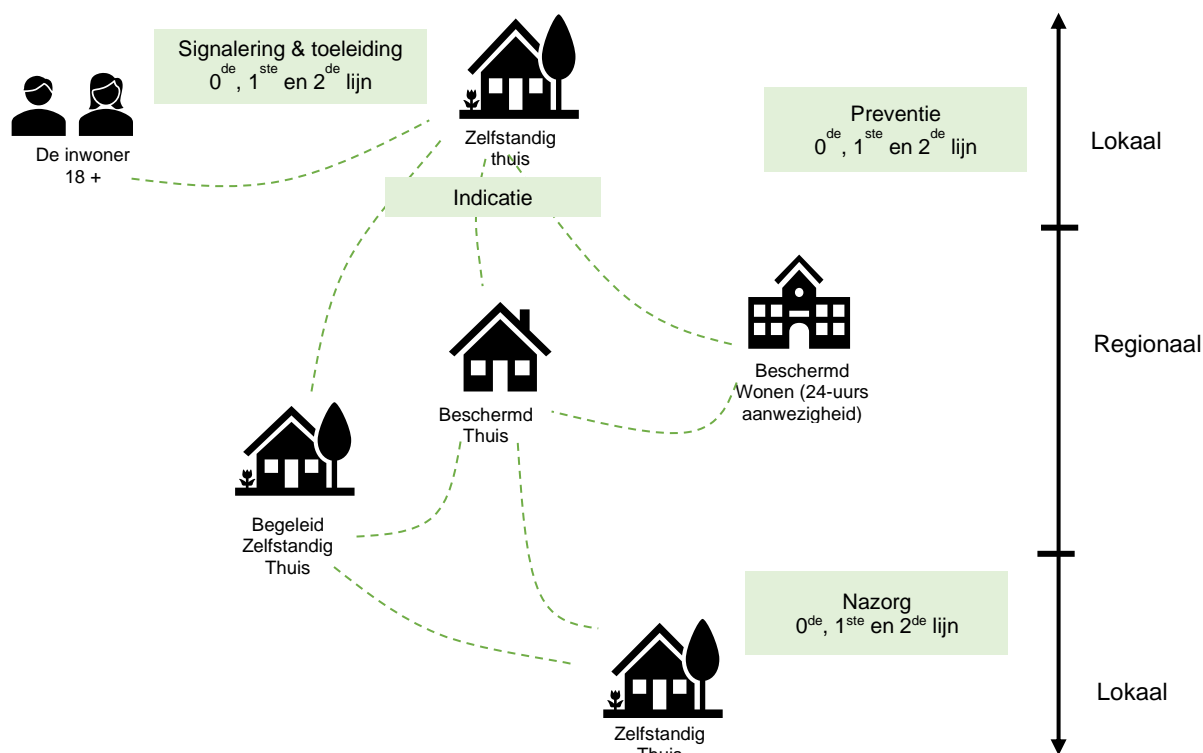 Signalering & toeleiding
0de, 1ste en 2de lijn
De inwoner
18 +
Zelfstandig
thuis
Preventie
0de, 1ste en 2de lijn
Lokaal
Indicatie
Regionaal
Beschermd
Wonen (24-uurs
aanwezigheid)
Beschermd
Thuis
Begeleid
Zelfstandig
Thuis
Nazorg
0de, 1ste en 2de lijn
Lokaal
Zelfstandig
Thuis